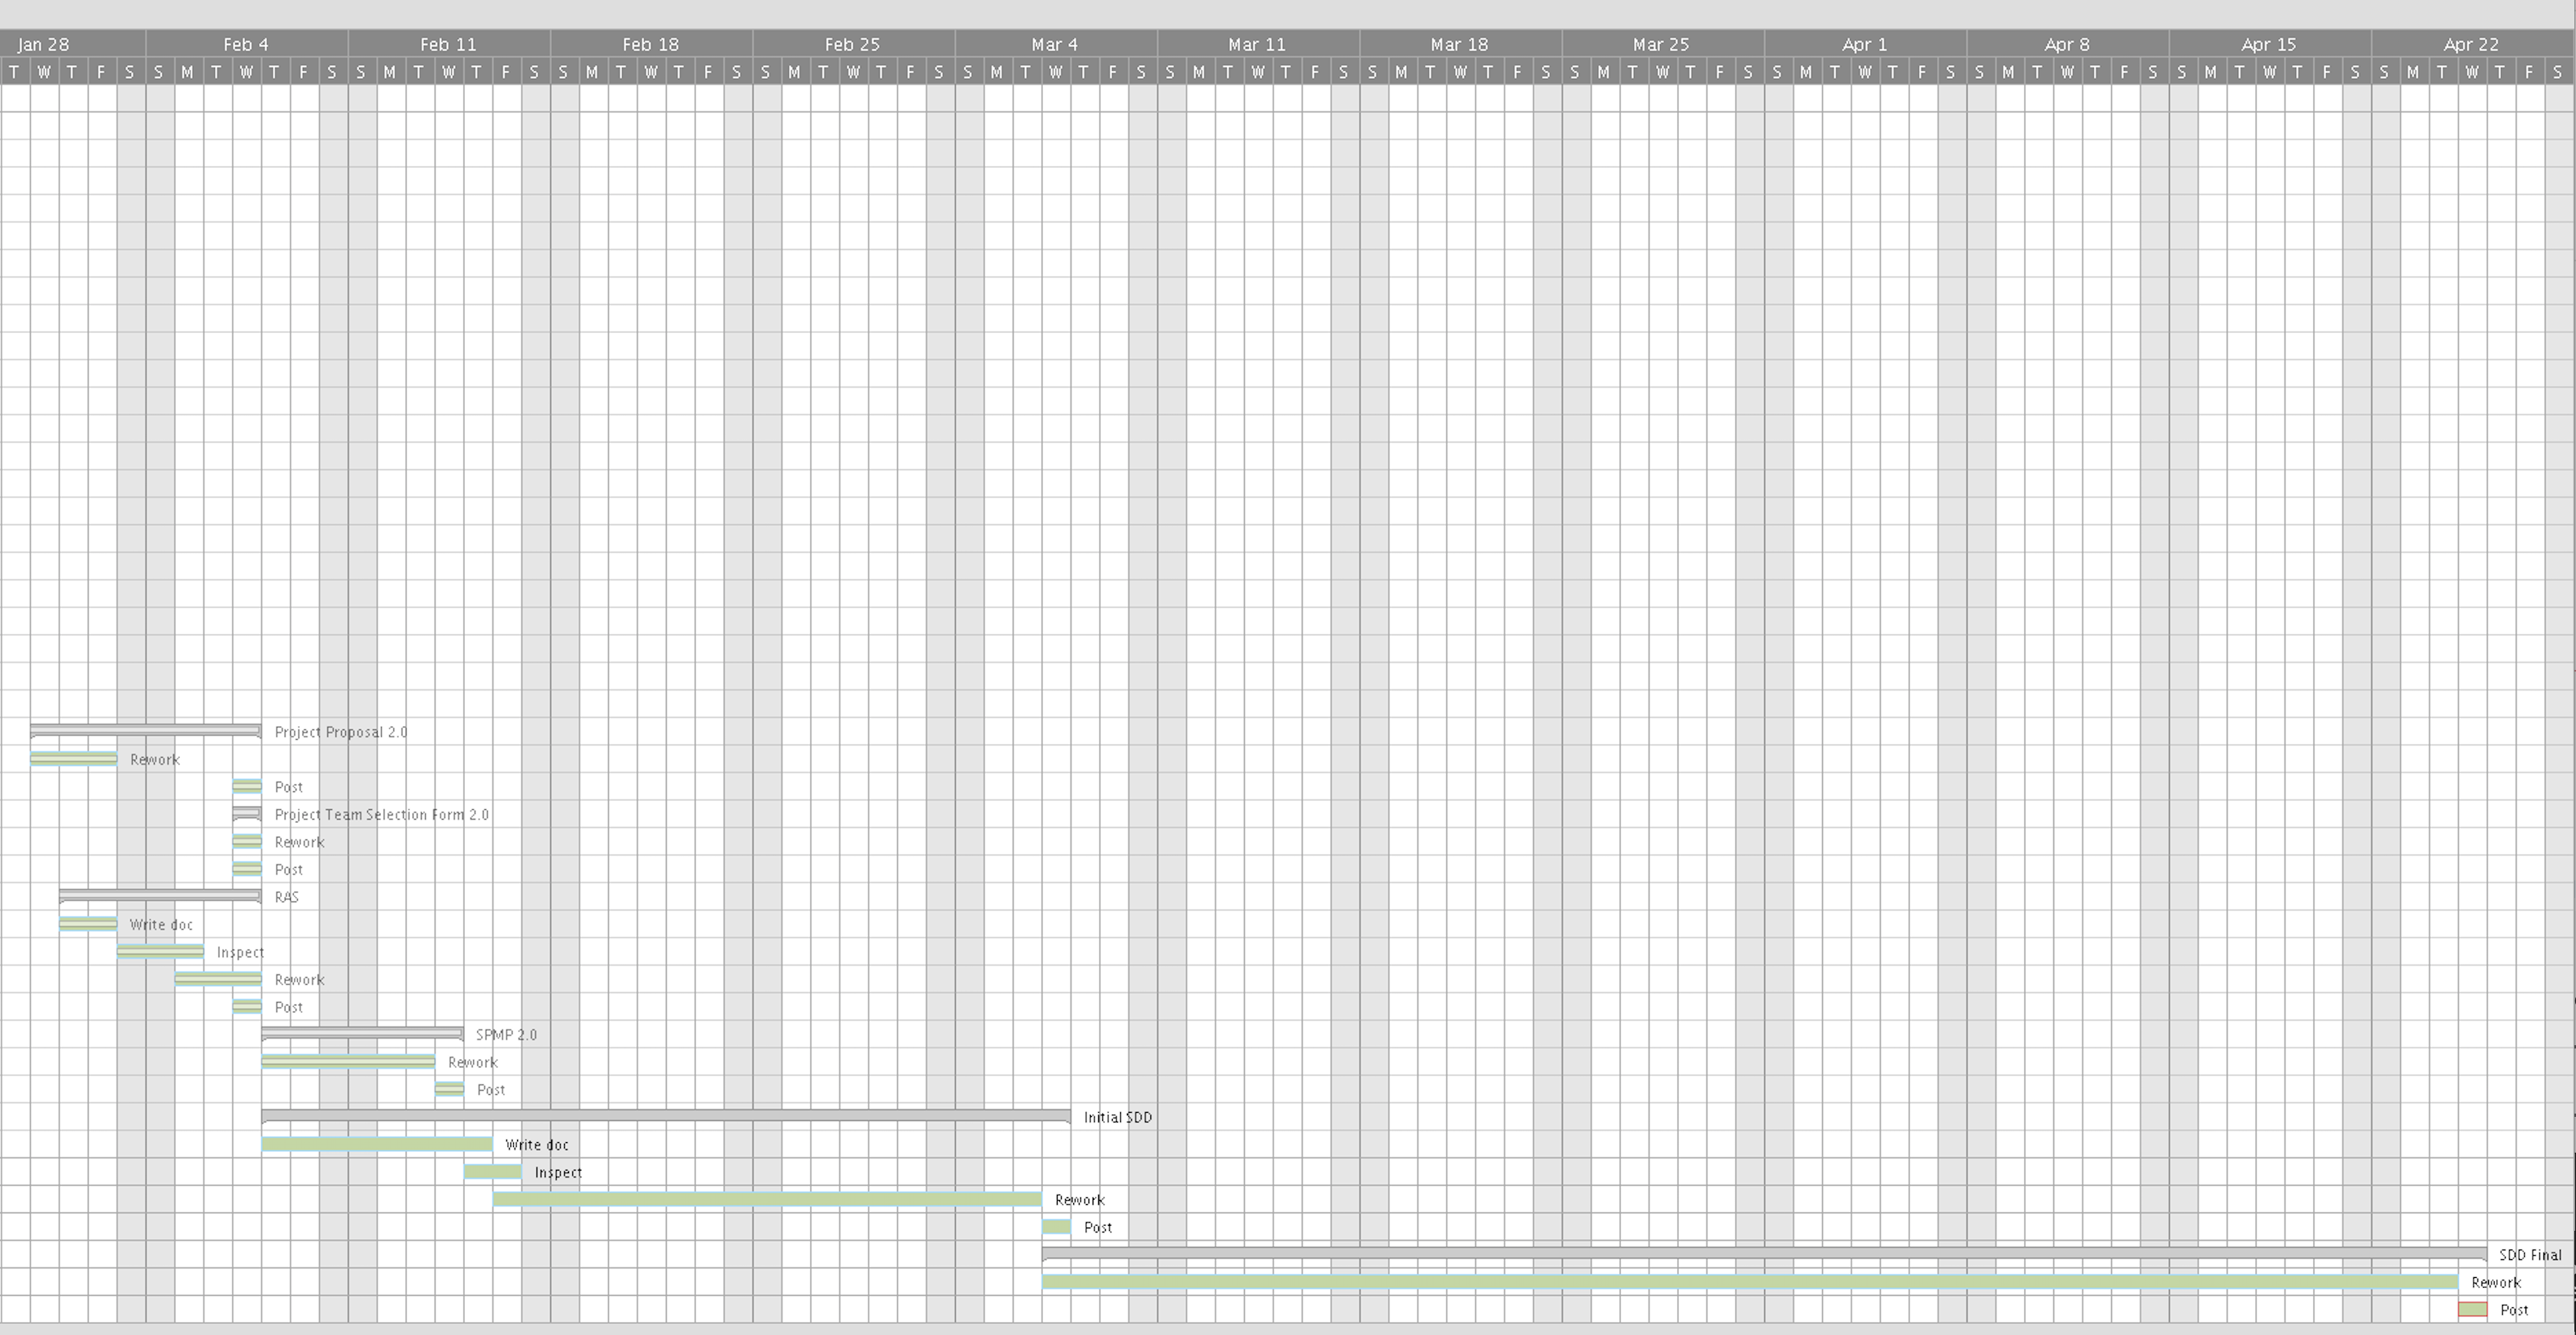 Jan 28 Feb 4 Feb 11 Feb 18 Feb 25 Mar 4 Mar 11 Mar 18 Mar 25 Apr 1 Apr 8 Apr 15 Apr 22
T W T F S S M T W T F S S M T W T F S S M T W T F S S M T W T F S S M T W T F S S M T W T F S S M T W T F S S M T W T F S S M T W T F S S M T W T F S S M T W T F S S M T W T F S
Project Proposal 2.0
Rework
Post
Project Team Selection Form 2.0
Rework
Post
RAS
Write doc
Inspect
Rework
Post
SPMP 2.0
Rework
Post
Initial SDD
Write doc
Inspect
Rework
Post
SDD Final
Rework
Post